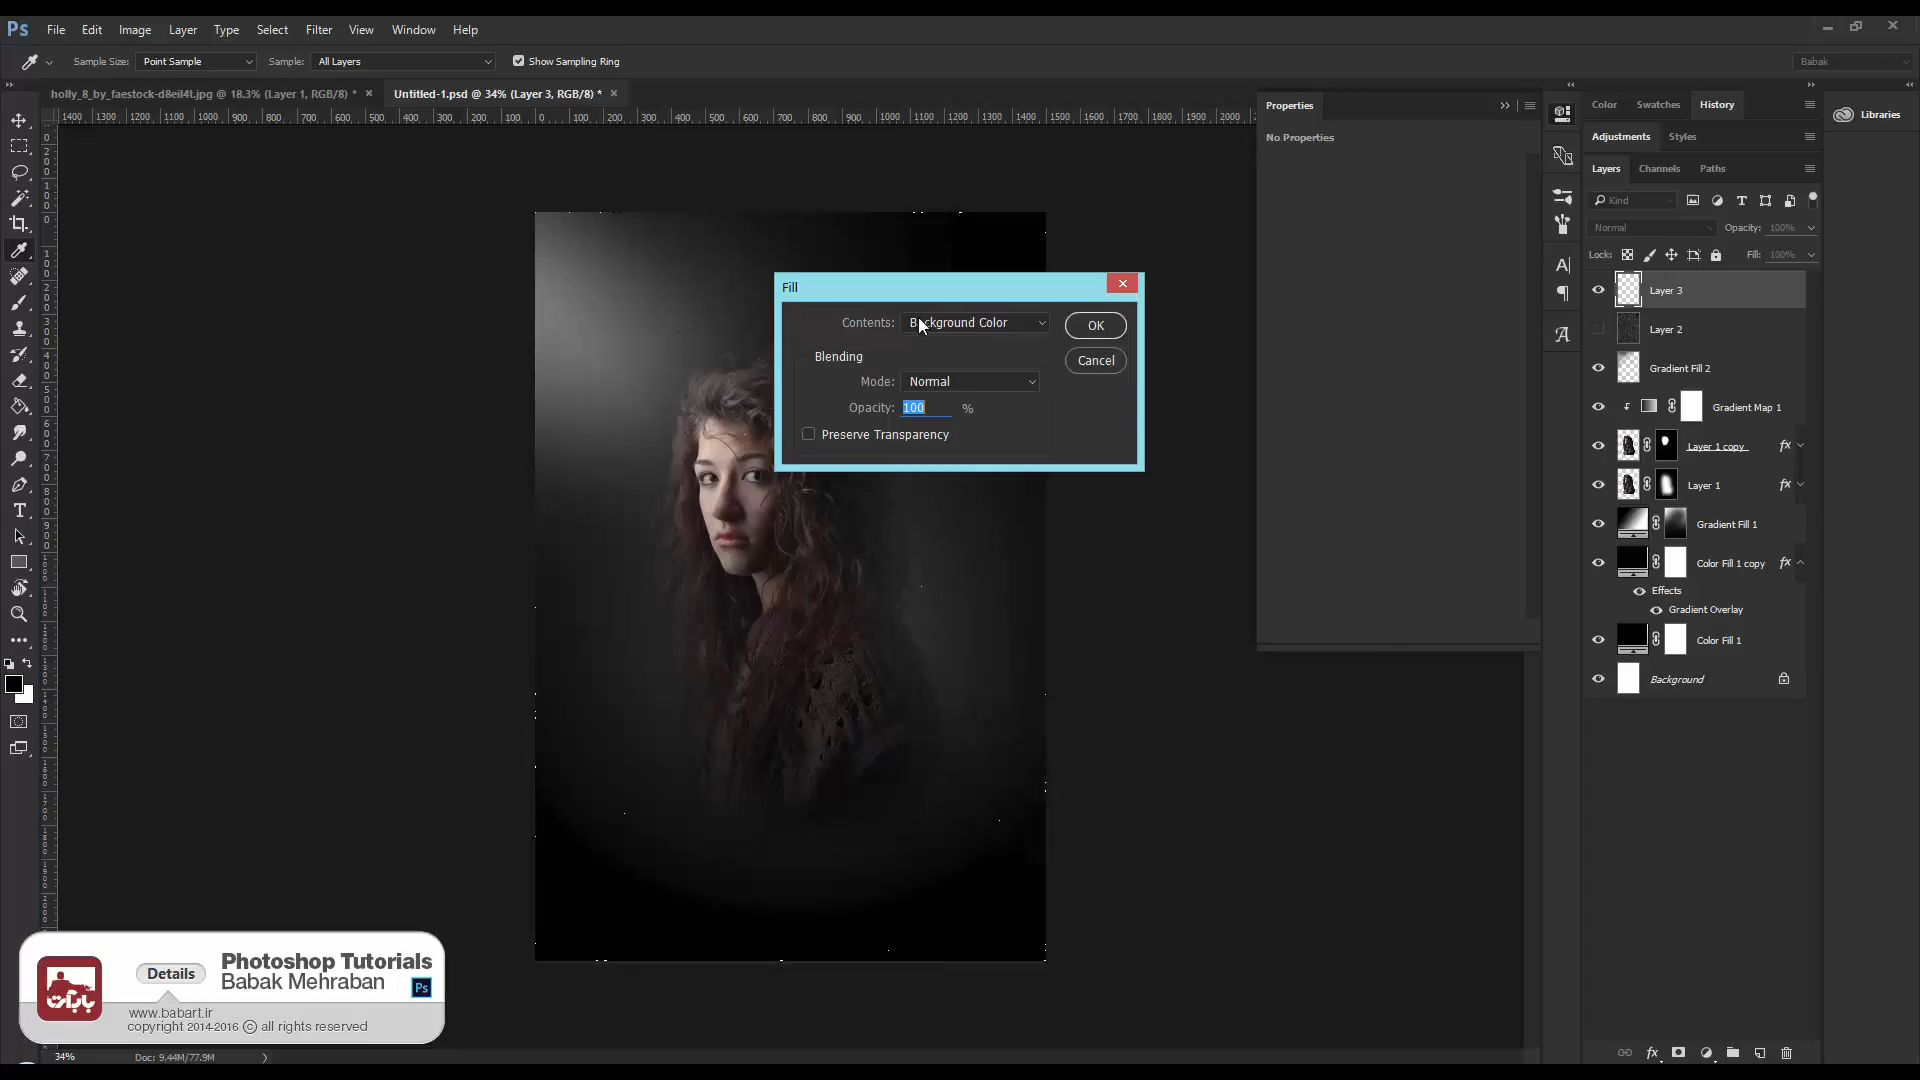 Ps File Edit Image Layer Type Select Filter View Window Help
Sample Size: Point Sample Sample: All Layers Show Sampling Ring Babak
holly_8_by_faestock-d8eil4t.jpg @ 18.3% (Layer 1, RGB/8) * × Untitled-1.psd @ 34% (Layer 3, RGB/8) * ×
1400 1300 1200 1100 1000 900 800 700 600 500 400 300 200 100 0 100 200 300 400 500 600 700 800 900 1000 1100 1200 1300 1400 1500 1600 1700 1800 1900 2000 2100 2200
Properties
No Properties
Color Swatches History
Libraries
Adjustments Styles
Layers Channels Paths
Kind
Normal Opacity: 100%
Lock: Fill: 100%
Layer 3
Layer 2
Gradient Fill 2
Gradient Map 1
Layer 1 copy fx
Layer 1 fx
Gradient Fill 1
Color Fill 1 copy fx
Effects
Gradient Overlay
Color Fill 1
Background
Fill
Contents: Background Color OK
Blending Cancel
Mode: Normal
Opacity: 100 %
Preserve Transparency
بابارت
Details
Photoshop Tutorials
Babak Mehraban Ps
www.babart.ir
copyright 2014-2016 © all rights reserved
34% Doc: 9.44M/77.9M
fx